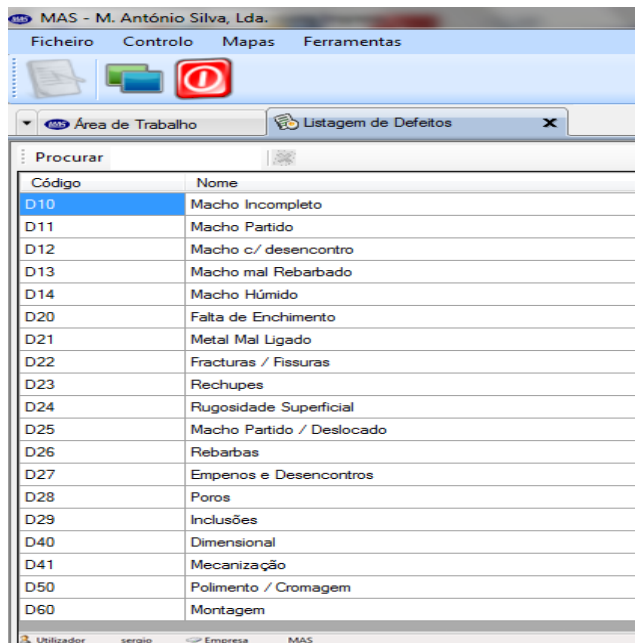 MAS - M. António Silva, Lda.
Ficheiro Controlo Mapas Ferramentas
MAS Área de Trabalho Listagem de Defeitos x
Procurar
Código Nome
D10 Macho Incompleto
D11 Macho Partido
D12 Macho c/ desencontro
D13 Macho mal Rebarbado
D14 Macho Húmido
D20 Falta de Enchimento
D21 Metal Mal Ligado
D22 Fracturas / Fissuras
D23 Rechupes
D24 Rugosidade Superficial
D25 Macho Partido / Deslocado
D26 Rebarbas
D27 Empenos e Desencontros
D28 Poros
D29 Inclusões
D40 Dimensional
D41 Mecanização
D50 Polimento / Cromagem
D60 Montagem
Utilizador sergio Empresa MAS